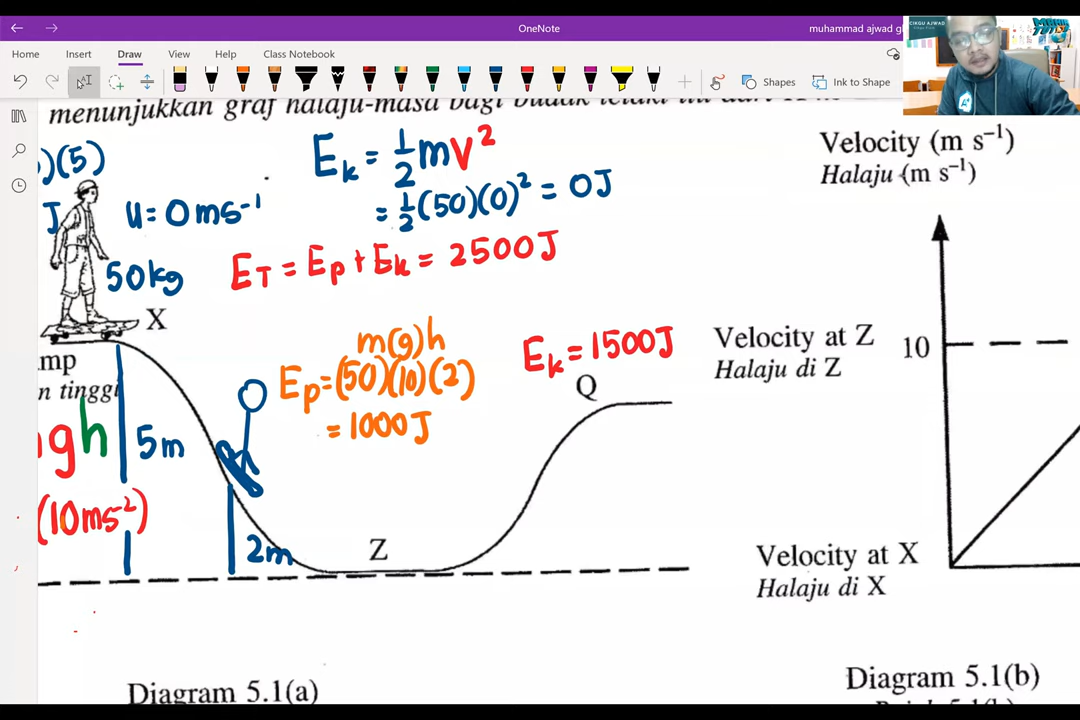 OneNote
muhammad ajwad
CIKGU AJWAD
Home Insert Draw View Help Class Notebook
Shapes
Ink to Shape
menunjukkan graf halaju-masa bagi budak lelaki itu dari
)(5)
J
u = 0 ms⁻¹
50kg
X
Eₖ = ½mv²
= ½(50)(0)² = 0J
E_T = Eₚ + Eₖ = 2500J
mp
n tinggi
gh
(10ms⁻²)
5m
2m
m(g)h
Eₚ = (50)(10)(2)
= 1000J
Eₖ = 1500J
Q
Z
Diagram 5.1(a)
Velocity (m s⁻¹)
Halaju (m s⁻¹)
Velocity at Z 10
Halaju di Z
Velocity at X
Halaju di X
Diagram 5.1(b)